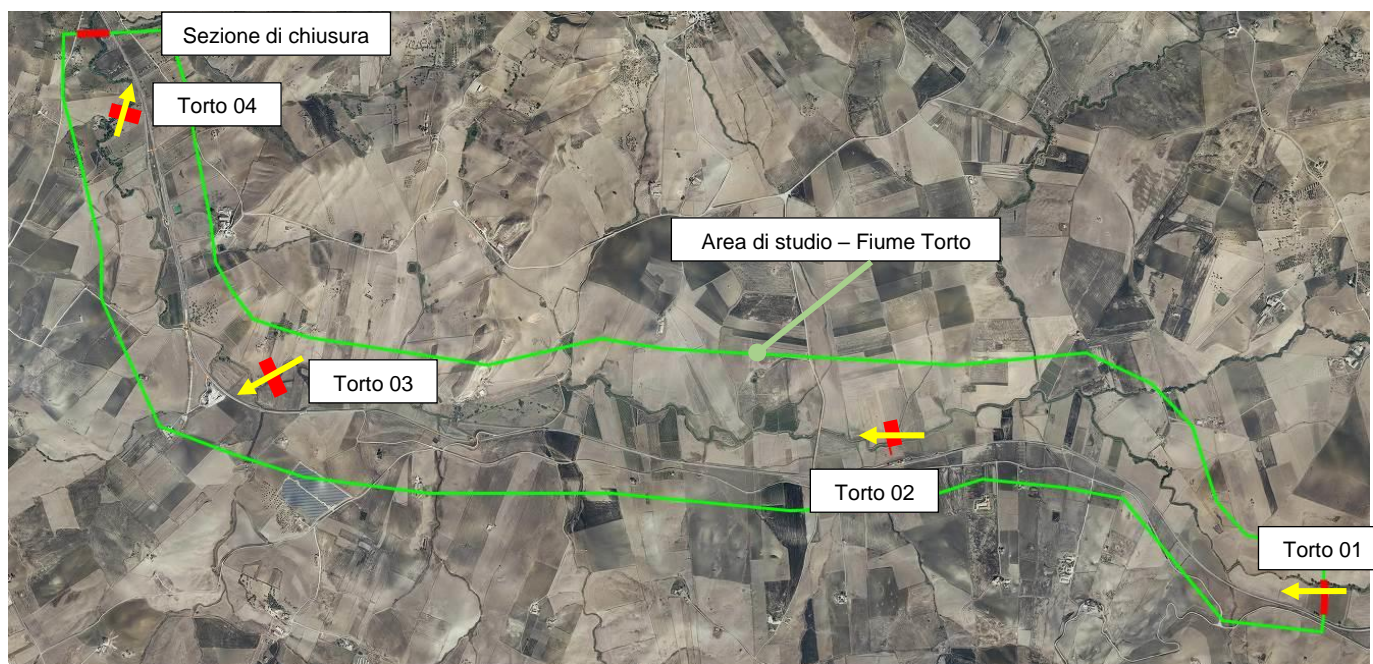 Sezione di chiusura
Torto 04
Area di studio – Fiume Torto
Torto 03
Torto 02
Torto 01